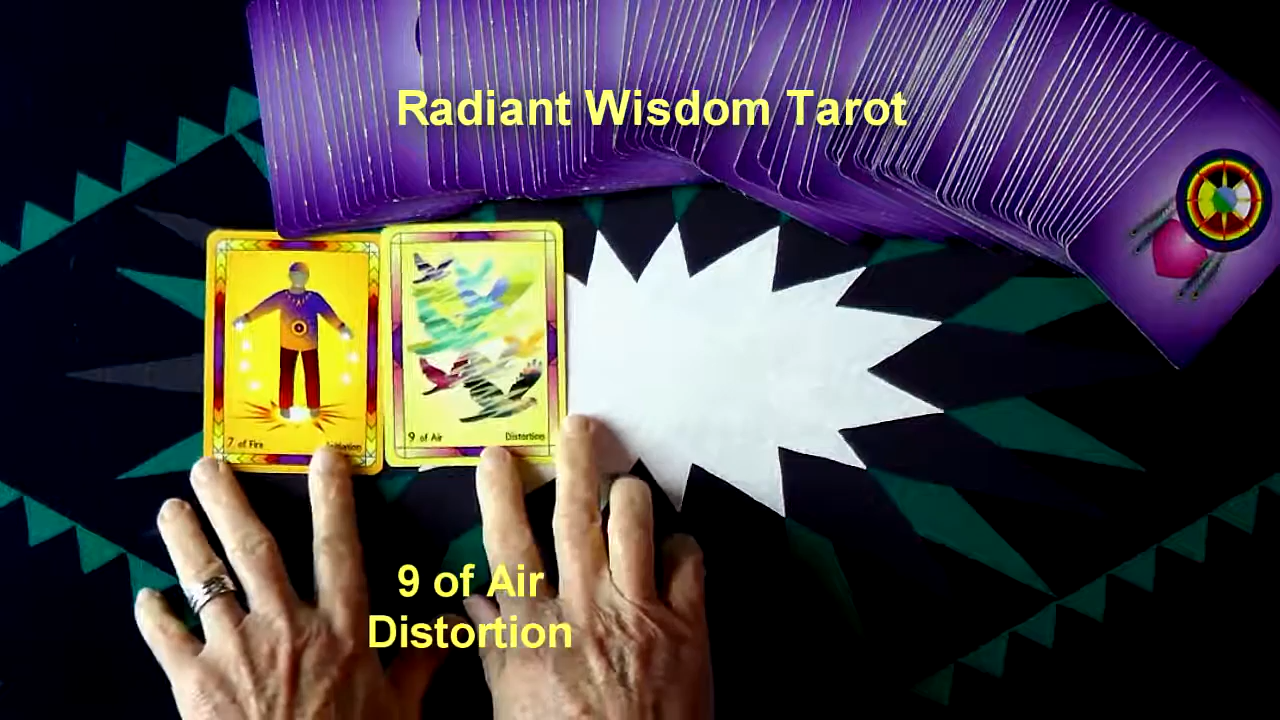 Radiant Wisdom Tarot
7 of Fire
9 of Air
Distortion
9 of Air
Distortion